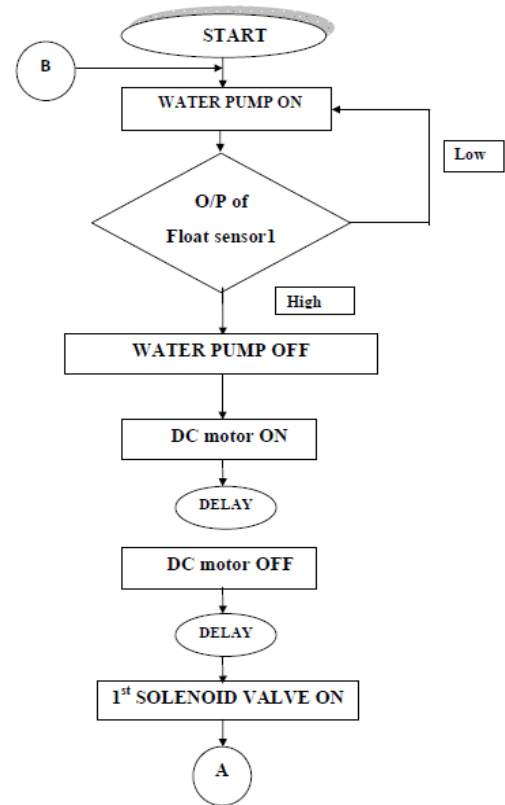 START
B
WATER PUMP ON
Low
O/P of
Float sensor1
High
WATER PUMP OFF
DC motor ON
DELAY
DC motor OFF
DELAY
1st SOLENOID VALVE ON
A